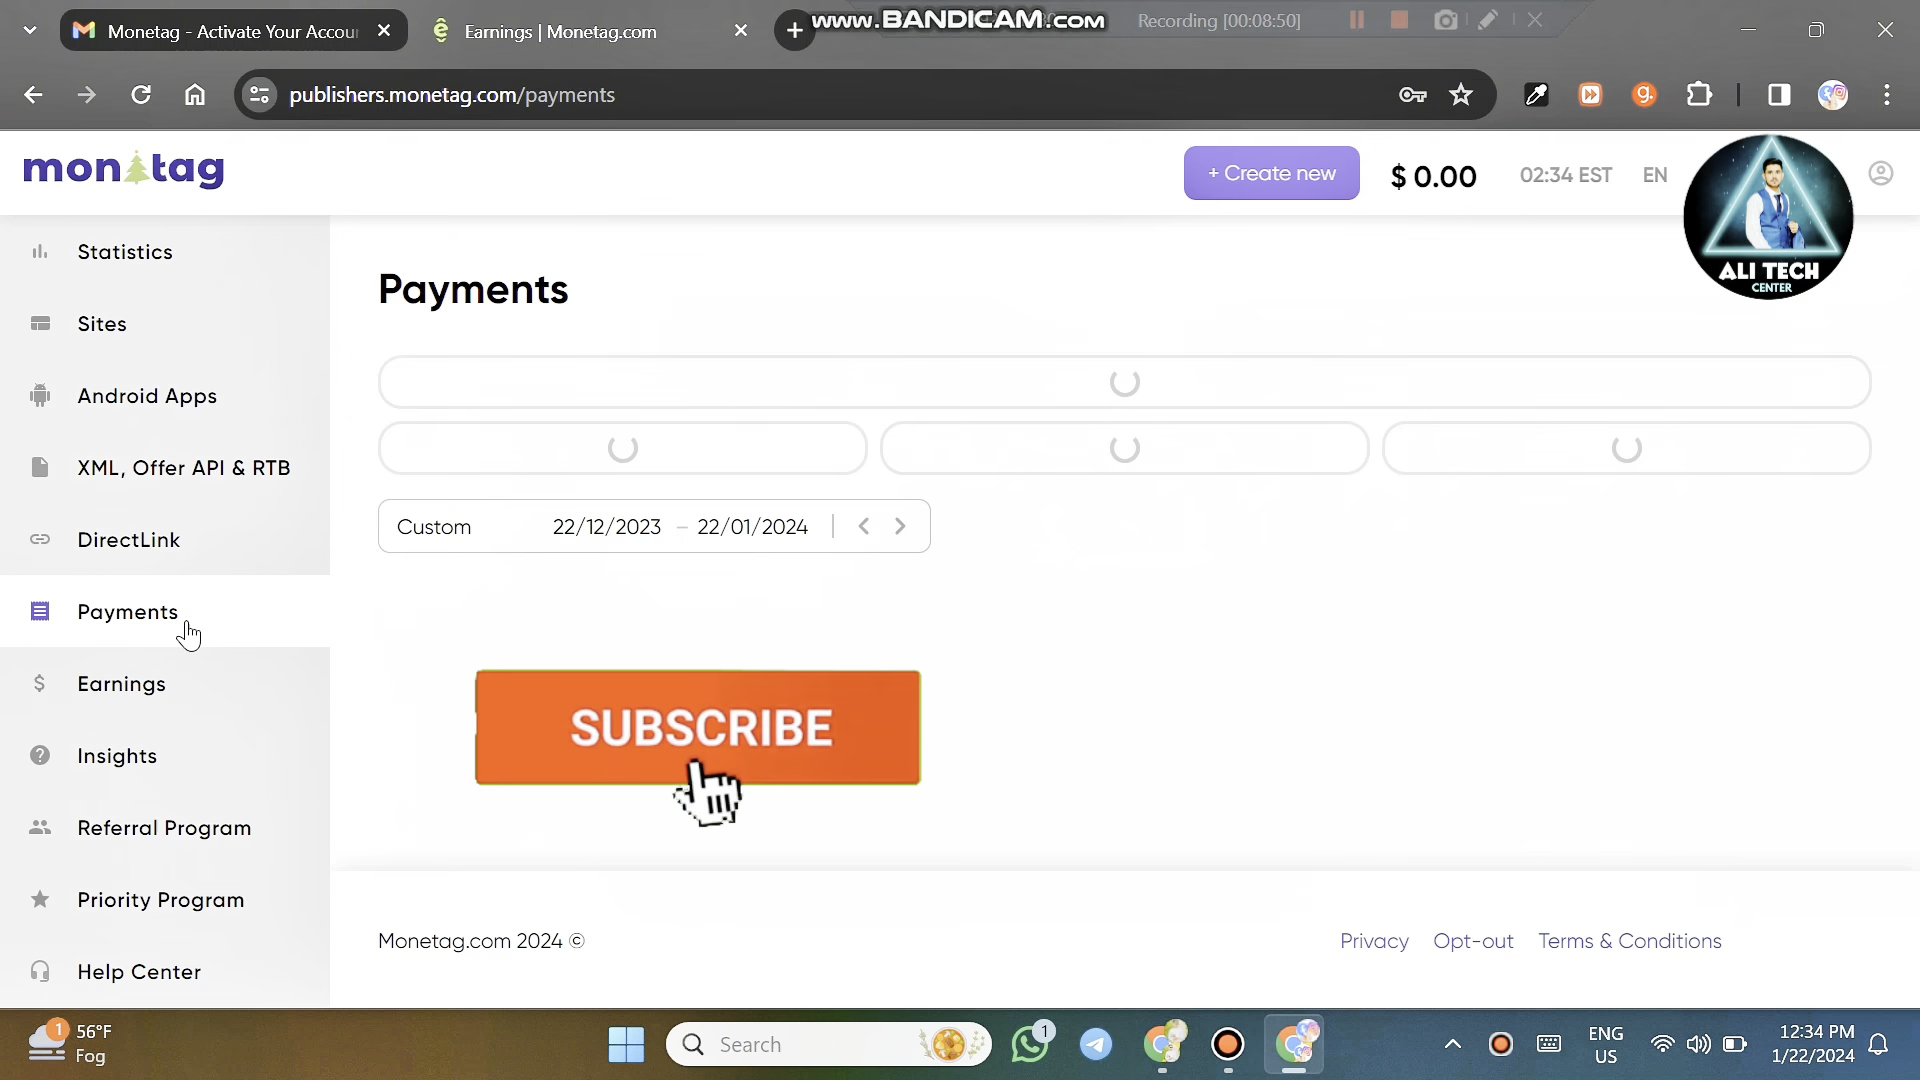 Monetag - Activate Your Accour
Earnings | Monetag.com
www.BANDICAM.com
Recording [00:08:50]
publishers.monetag.com/payments
g.
monetag
+ Create new
$ 0.00
02:34 EST
EN
ALI TECH
CENTER
Statistics
Sites
Android Apps
XML, Offer API & RTB
DirectLink
Payments
Earnings
Insights
Referral Program
Priority Program
Help Center
Payments
Custom
22/12/2023 – 22/01/2024
SUBSCRIBE
Monetag.com 2024 ©
Privacy
Opt-out
Terms & Conditions
1
56°F
Fog
Search
1
ENG
US
12:34 PM
1/22/2024